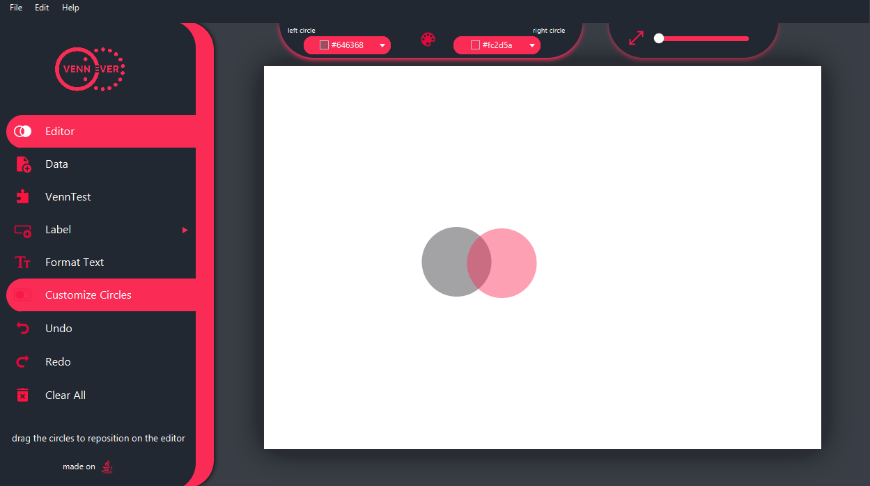 File Edit Help
left circle
right circle
#646368
#fc2d5a
VENN EVER
Editor
Data
VennTest
Label
Format Text
Customize Circles
Undo
Redo
Clear All
drag the circles to reposition on the editor
made on